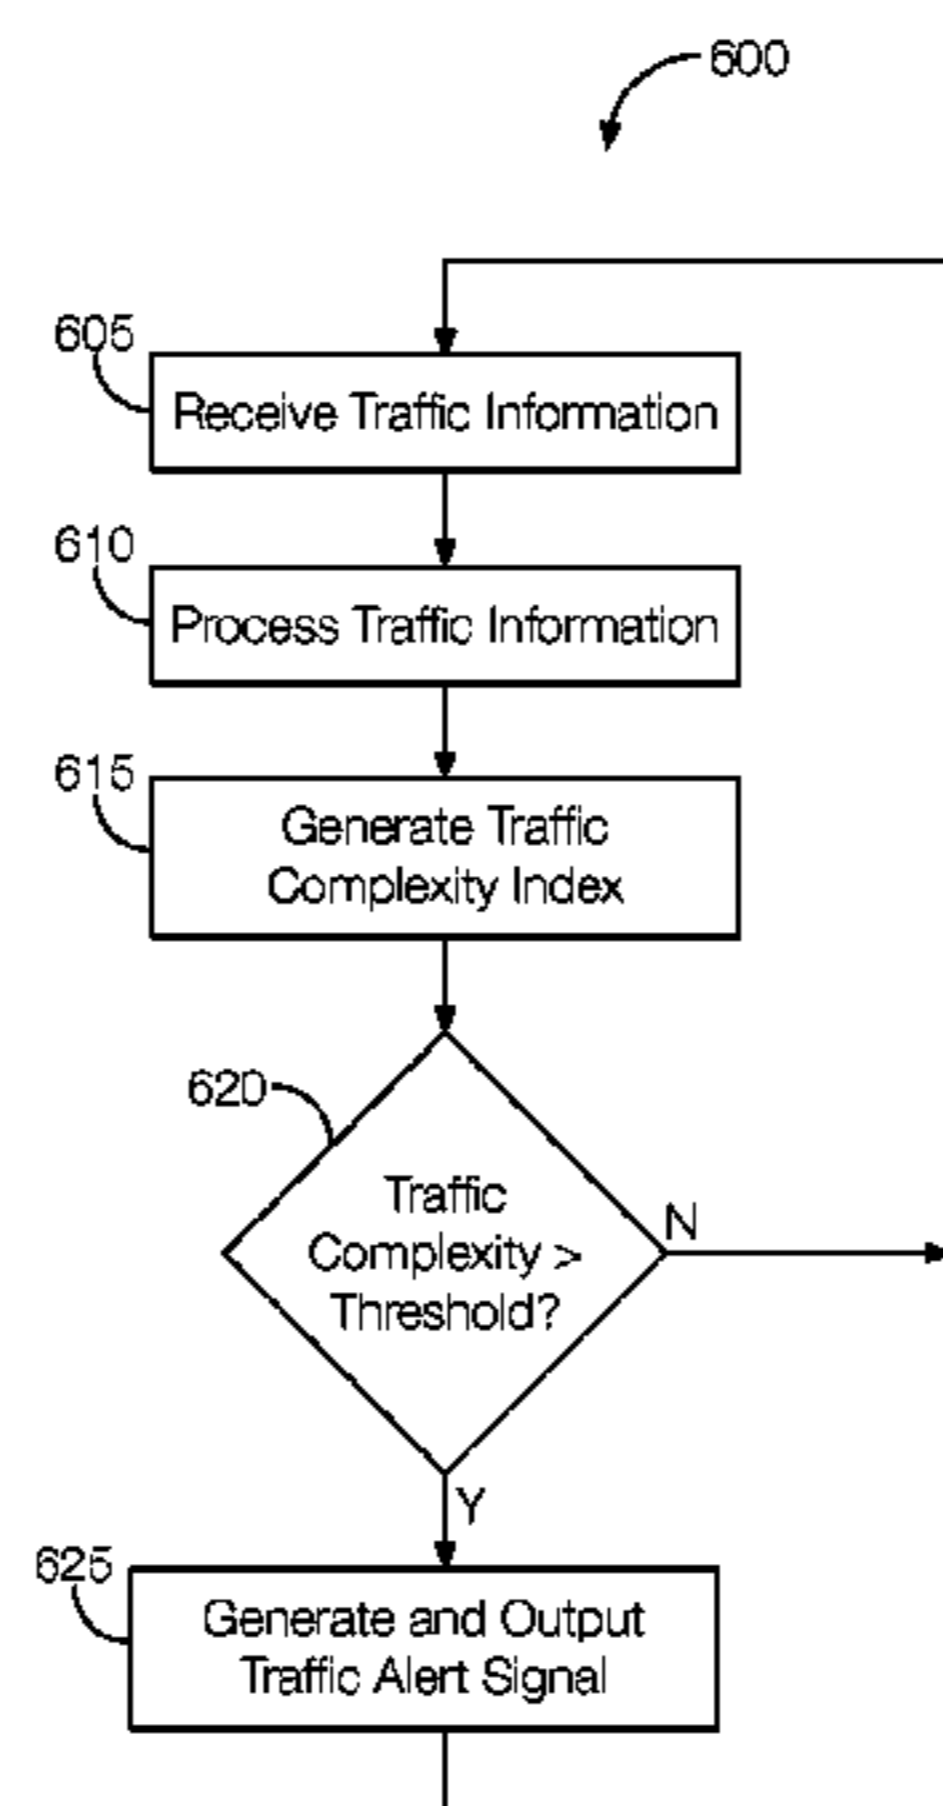 600
605
Receive Traffic Information
610
Process Traffic Information
615
Generate Traffic
Complexity Index
620
Traffic
Complexity >
Threshold?
N
Y
625
Generate and Output
Traffic Alert Signal